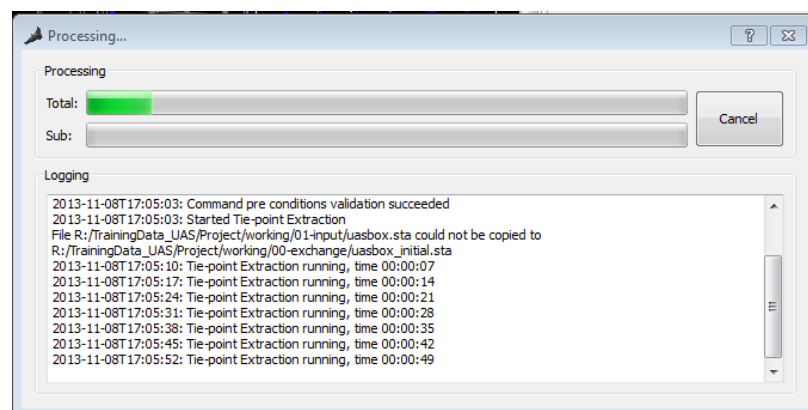 Processing...
Processing
Total:
Cancel
Sub:
Logging
2013-11-08T17:05:03: Command pre conditions validation succeeded
2013-11-08T17:05:03: Started Tie-point Extraction
File R:/TrainingData_UAS/Project/working/01-input/uasbox.sta could not be copied to
R:/TrainingData_UAS/Project/working/00-exchange/uasbox_initial.sta
2013-11-08T17:05:10: Tie-point Extraction running, time 00:00:07
2013-11-08T17:05:17: Tie-point Extraction running, time 00:00:14
2013-11-08T17:05:24: Tie-point Extraction running, time 00:00:21
2013-11-08T17:05:31: Tie-point Extraction running, time 00:00:28
2013-11-08T17:05:38: Tie-point Extraction running, time 00:00:35
2013-11-08T17:05:45: Tie-point Extraction running, time 00:00:42
2013-11-08T17:05:52: Tie-point Extraction running, time 00:00:49